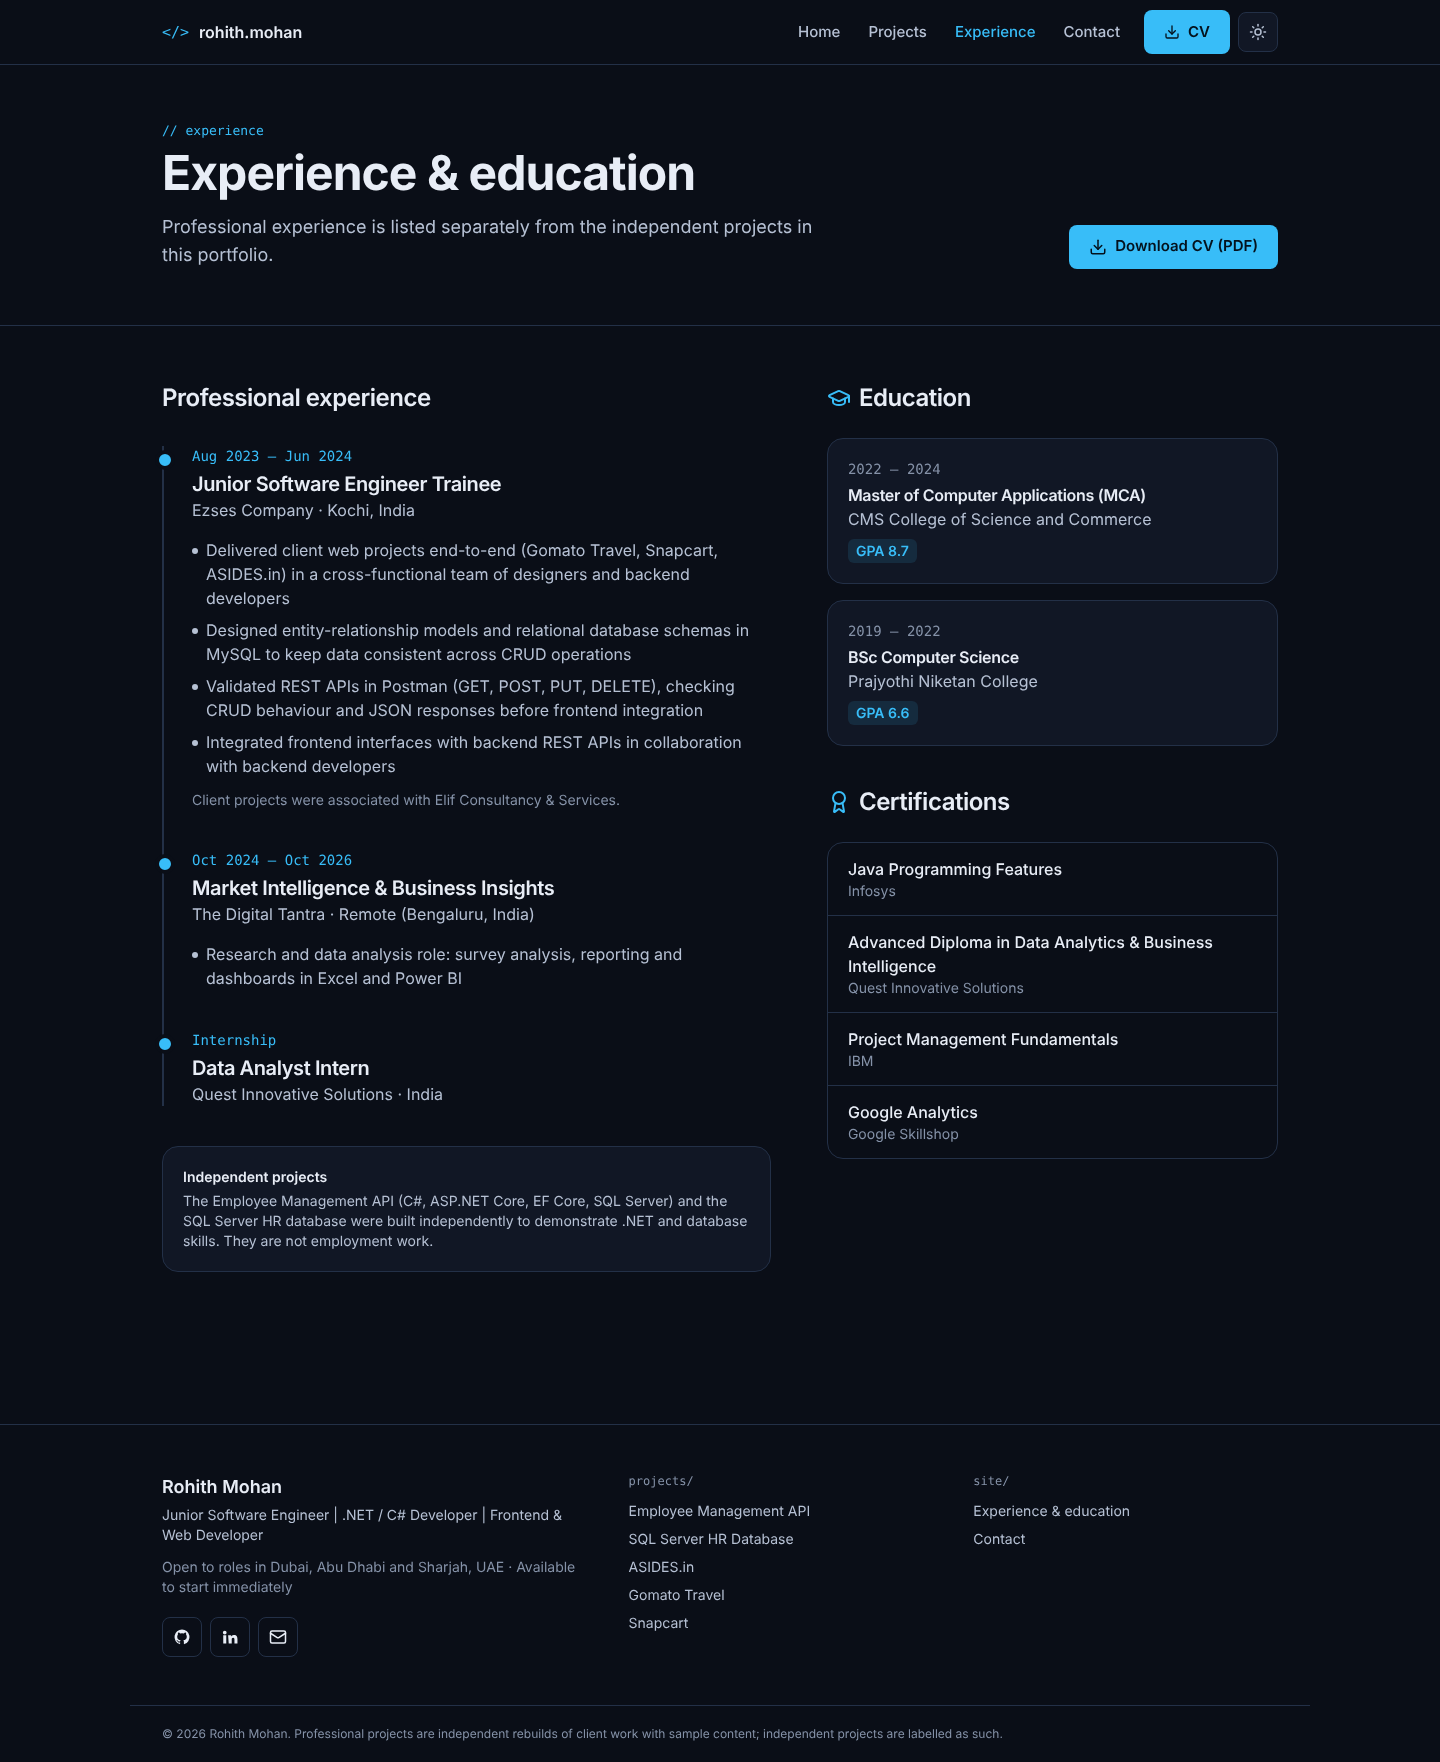 </> rohith.mohan
Home Projects Experience Contact CV
// experience
Experience & education
Professional experience is listed separately from the independent projects in
this portfolio.
Download CV (PDF)
Professional experience
Aug 2023 – Jun 2024
Junior Software Engineer Trainee
Ezses Company · Kochi, India
• Delivered client web projects end-to-end (Gomato Travel, Snapcart,
ASIDES.in) in a cross-functional team of designers and backend
developers
• Designed entity-relationship models and relational database schemas in
MySQL to keep data consistent across CRUD operations
• Validated REST APIs in Postman (GET, POST, PUT, DELETE), checking
CRUD behaviour and JSON responses before frontend integration
• Integrated frontend interfaces with backend REST APIs in collaboration
with backend developers
Client projects were associated with Elif Consultancy & Services.
Oct 2024 – Oct 2026
Market Intelligence & Business Insights
The Digital Tantra · Remote (Bengaluru, India)
• Research and data analysis role: survey analysis, reporting and
dashboards in Excel and Power BI
Internship
Data Analyst Intern
Quest Innovative Solutions · India
Independent projects
The Employee Management API (C#, ASP.NET Core, EF Core, SQL Server) and the
SQL Server HR database were built independently to demonstrate .NET and database
skills. They are not employment work.
Education
2022 – 2024
Master of Computer Applications (MCA)
CMS College of Science and Commerce
GPA 8.7
2019 – 2022
BSc Computer Science
Prajyothi Niketan College
GPA 6.6
Certifications
Java Programming Features
Infosys
Advanced Diploma in Data Analytics & Business
Intelligence
Quest Innovative Solutions
Project Management Fundamentals
IBM
Google Analytics
Google Skillshop
Rohith Mohan
Junior Software Engineer | .NET / C# Developer | Frontend &
Web Developer
Open to roles in Dubai, Abu Dhabi and Sharjah, UAE · Available
to start immediately
in
projects/
Employee Management API
SQL Server HR Database
ASIDES.in
Gomato Travel
Snapcart
site/
Experience & education
Contact
© 2026 Rohith Mohan. Professional projects are independent rebuilds of client work with sample content; independent projects are labelled as such.